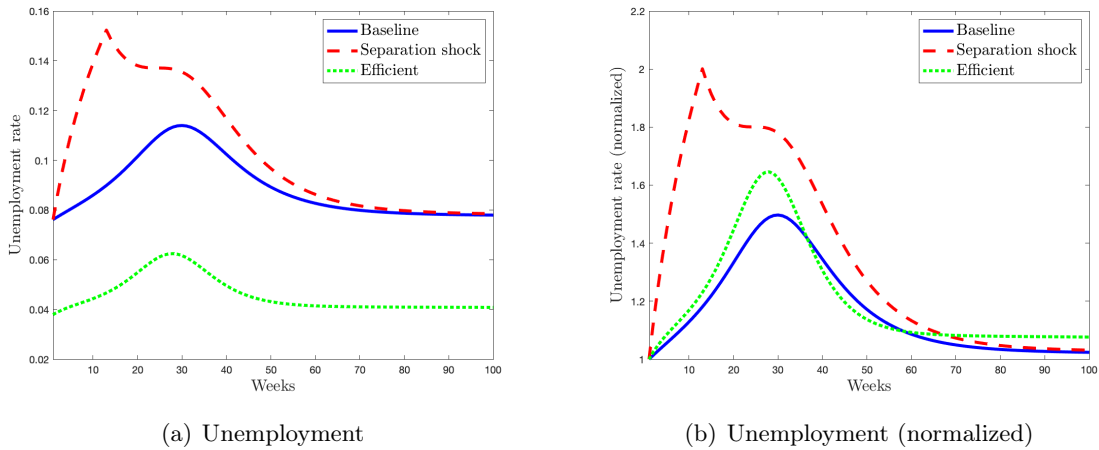 0.16
0.14
0.12
0.1
0.08
0.06
0.04
0.02
Unemployment rate
10 20 30 40 50 60 70 80 90 100
Weeks
Baseline
Separation shock
Efficient
(a) Unemployment
2.2
2
1.8
1.6
1.4
1.2
1
Unemployment rate (normalized)
10 20 30 40 50 60 70 80 90 100
Weeks
Baseline
Separation shock
Efficient
(b) Unemployment (normalized)